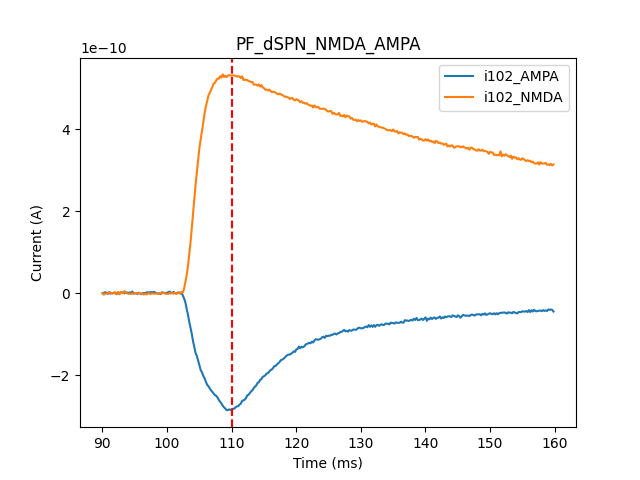 PF_dSPN_NMDA_AMPA
1e−10
i102_AMPA
i102_NMDA
4
2
0
−2
Current (A)
90 100 110 120 130 140 150 160
Time (ms)